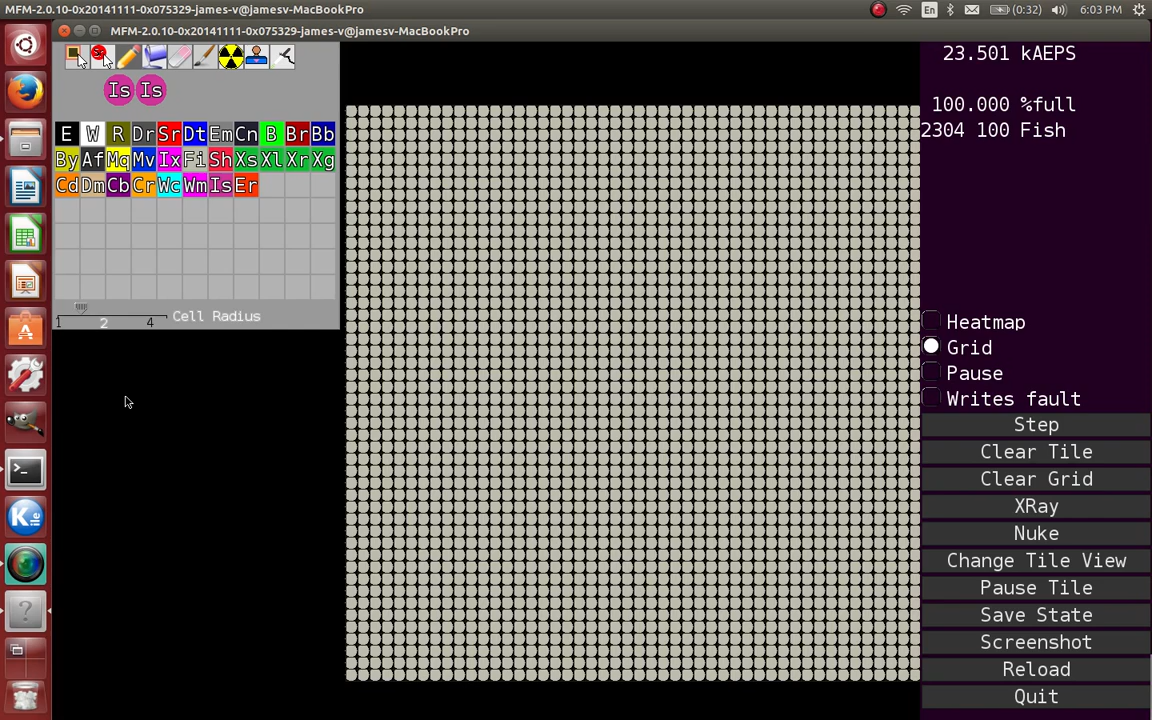 MFM-2.0.10-0x20141111-0x075329-james-v@jamesv-MacBookPro
En
(0:32)
6:03 PM
MFM-2.0.10-0x20141111-0x075329-james-v@jamesv-MacBookPro
Is Is
E W R Dr Sr Dt Em Cn B Br Bb
By Af Mq Mv Ix Fi Sh Xs Xl Xr Xg
Cd Dm Cb Cr Wc Wm Is Er
1 2 4 Cell Radius
23.501 kAEPS
100.000 %full
2304 100 Fish
Heatmap
Grid
Pause
Writes fault
Step
Clear Tile
Clear Grid
XRay
Nuke
Change Tile View
Pause Tile
Save State
Screenshot
Reload
Quit